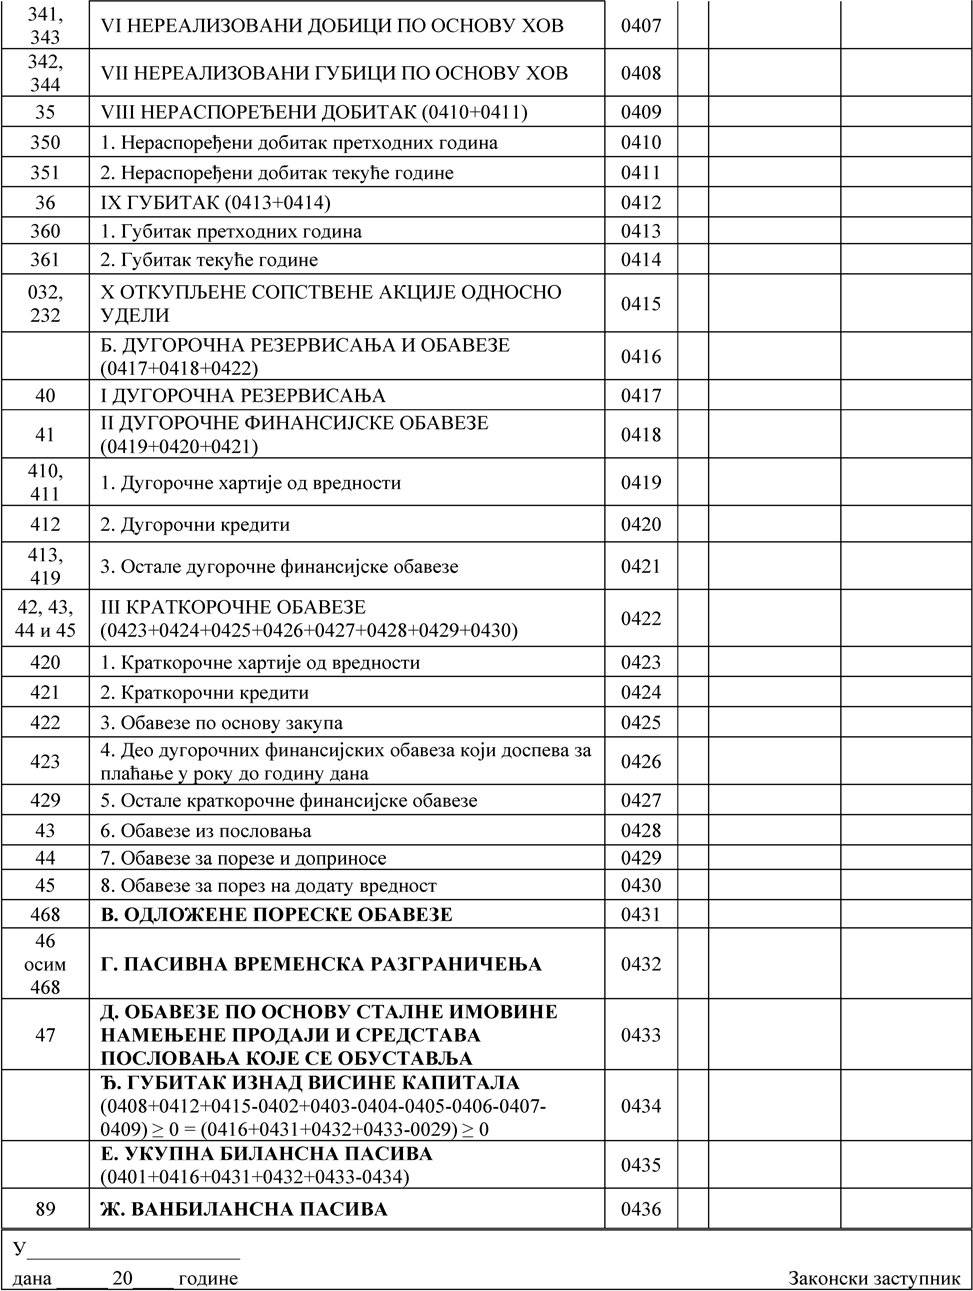 341,
343
VI НЕРЕАЛИЗОВАНИ ДОБИЦИ ПО ОСНОВУ ХОВ
0407
342,
344
VII НЕРЕАЛИЗОВАНИ ГУБИЦИ ПО ОСНОВУ ХОВ
0408
35
VIII НЕРАСПОРЕЂЕНИ ДОБИТАК (0410+0411)
0409
350
1. Нераспоређени добитак претходних година
0410
351
2. Нераспоређени добитак текуће године
0411
36
IX ГУБИТАК (0413+0414)
0412
360
1. Губитак претходних година
0413
361
2. Губитак текуће године
0414
032,
232
X ОТКУПЉЕНЕ СОПСТВЕНЕ АКЦИЈЕ ОДНОСНО
УДЕЛИ
0415
Б. ДУГОРОЧНА РЕЗЕРВИСАЊА И ОБАВЕЗЕ
(0417+0418+0422)
0416
40
I ДУГОРОЧНА РЕЗЕРВИСАЊА
0417
41
II ДУГОРОЧНЕ ФИНАНСИЈСКЕ ОБАВЕЗЕ
(0419+0420+0421)
0418
410,
411
1. Дугорочне хартије од вредности
0419
412
2. Дугорочни кредити
0420
413,
419
3. Остале дугорочне финансијске обавезе
0421
42, 43,
44 и 45
III КРАТКОРОЧНЕ ОБАВЕЗЕ
(0423+0424+0425+0426+0427+0428+0429+0430)
0422
420
1. Краткорочне хартије од вредности
0423
421
2. Краткорочни кредити
0424
422
3. Обавезе по основу закупа
0425
423
4. Део дугорочних финансијских обавеза који доспева за
плаћање у року до годину дана
0426
429
5. Остале краткорочне финансијске обавезе
0427
43
6. Обавезе из пословања
0428
44
7. Обавезе за порезе и доприносе
0429
45
8. Обавезе за порез на додату вредност
0430
468
В. ОДЛОЖЕНЕ ПОРЕСКЕ ОБАВЕЗЕ
0431
46
осим
468
Г. ПАСИВНА ВРЕМЕНСКА РАЗГРАНИЧЕЊА
0432
47
Д. ОБАВЕЗЕ ПО ОСНОВУ СТАЛНЕ ИМОВИНЕ
НАМЕЊЕНЕ ПРОДАЈИ И СРЕДСТАВА
ПОСЛОВАЊА КОЈЕ СЕ ОБУСТАВЉА
0433
Ђ. ГУБИТАК ИЗНАД ВИСИНЕ КАПИТАЛА
(0408+0412+0415-0402+0403-0404-0405-0406-0407-
0409) ≥ 0 = (0416+0431+0432+0433-0029) ≥ 0
0434
Е. УКУПНА БИЛАНСНА ПАСИВА
(0401+0416+0431+0432+0433-0434)
0435
89
Ж. ВАНБИЛАНСНА ПАСИВА
0436
У_____________________
дана _____ 20____ године
Законски заступник